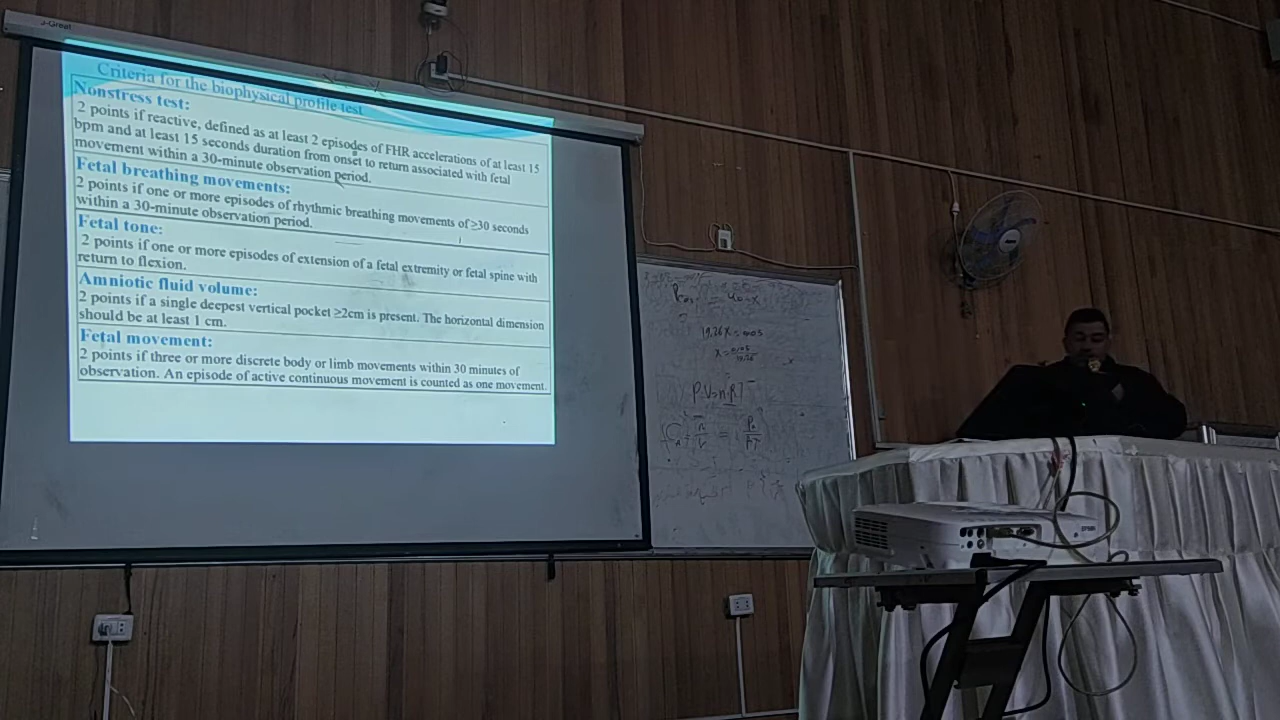 J-Great
Criteria for the biophysical profile test
Nonstress test:
2 points if reactive, defined as at least 2 episodes of FHR accelerations of at least 15
bpm and at least 15 seconds duration from onset to return associated with fetal
movement within a 30-minute observation period.
Fetal breathing movements:
2 points if one or more episodes of rhythmic breathing movements of ≥30 seconds
within a 30-minute observation period.
Fetal tone:
2 points if one or more episodes of extension of a fetal extremity or fetal spine with
return to flexion.
Amniotic fluid volume:
2 points if a single deepest vertical pocket ≥2cm is present. The horizontal dimension
should be at least 1 cm.
Fetal movement:
2 points if three or more discrete body or limb movements within 30 minutes of
observation. An episode of active continuous movement is counted as one movement.